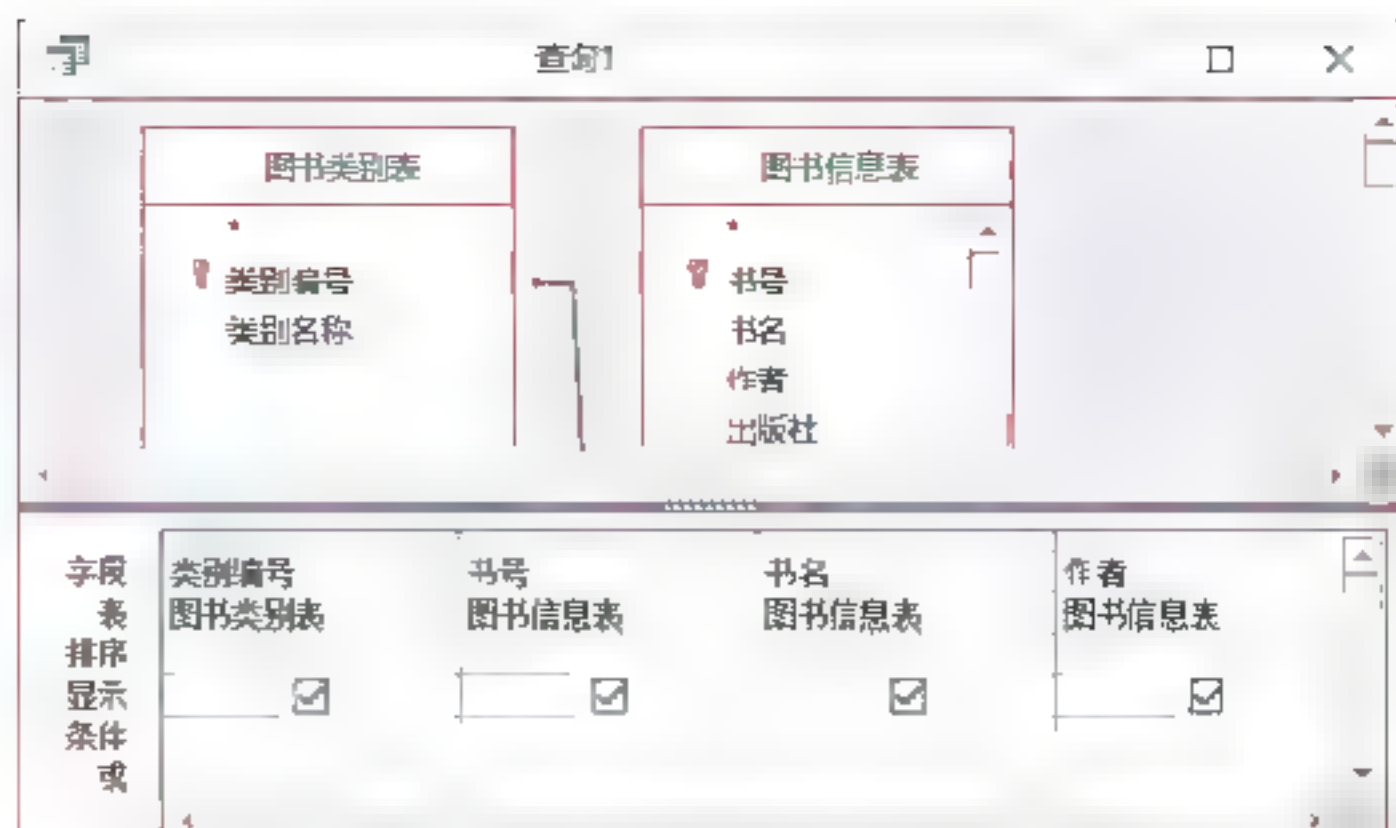 查询1
图书类别表 图书信息表
*
类别编号
类别名称
*
书号
书名
作者
出版社
字段 类别编号 书号 书名 作者
表 图书类别表 图书信息表 图书信息表 图书信息表
排序
显示
条件
或